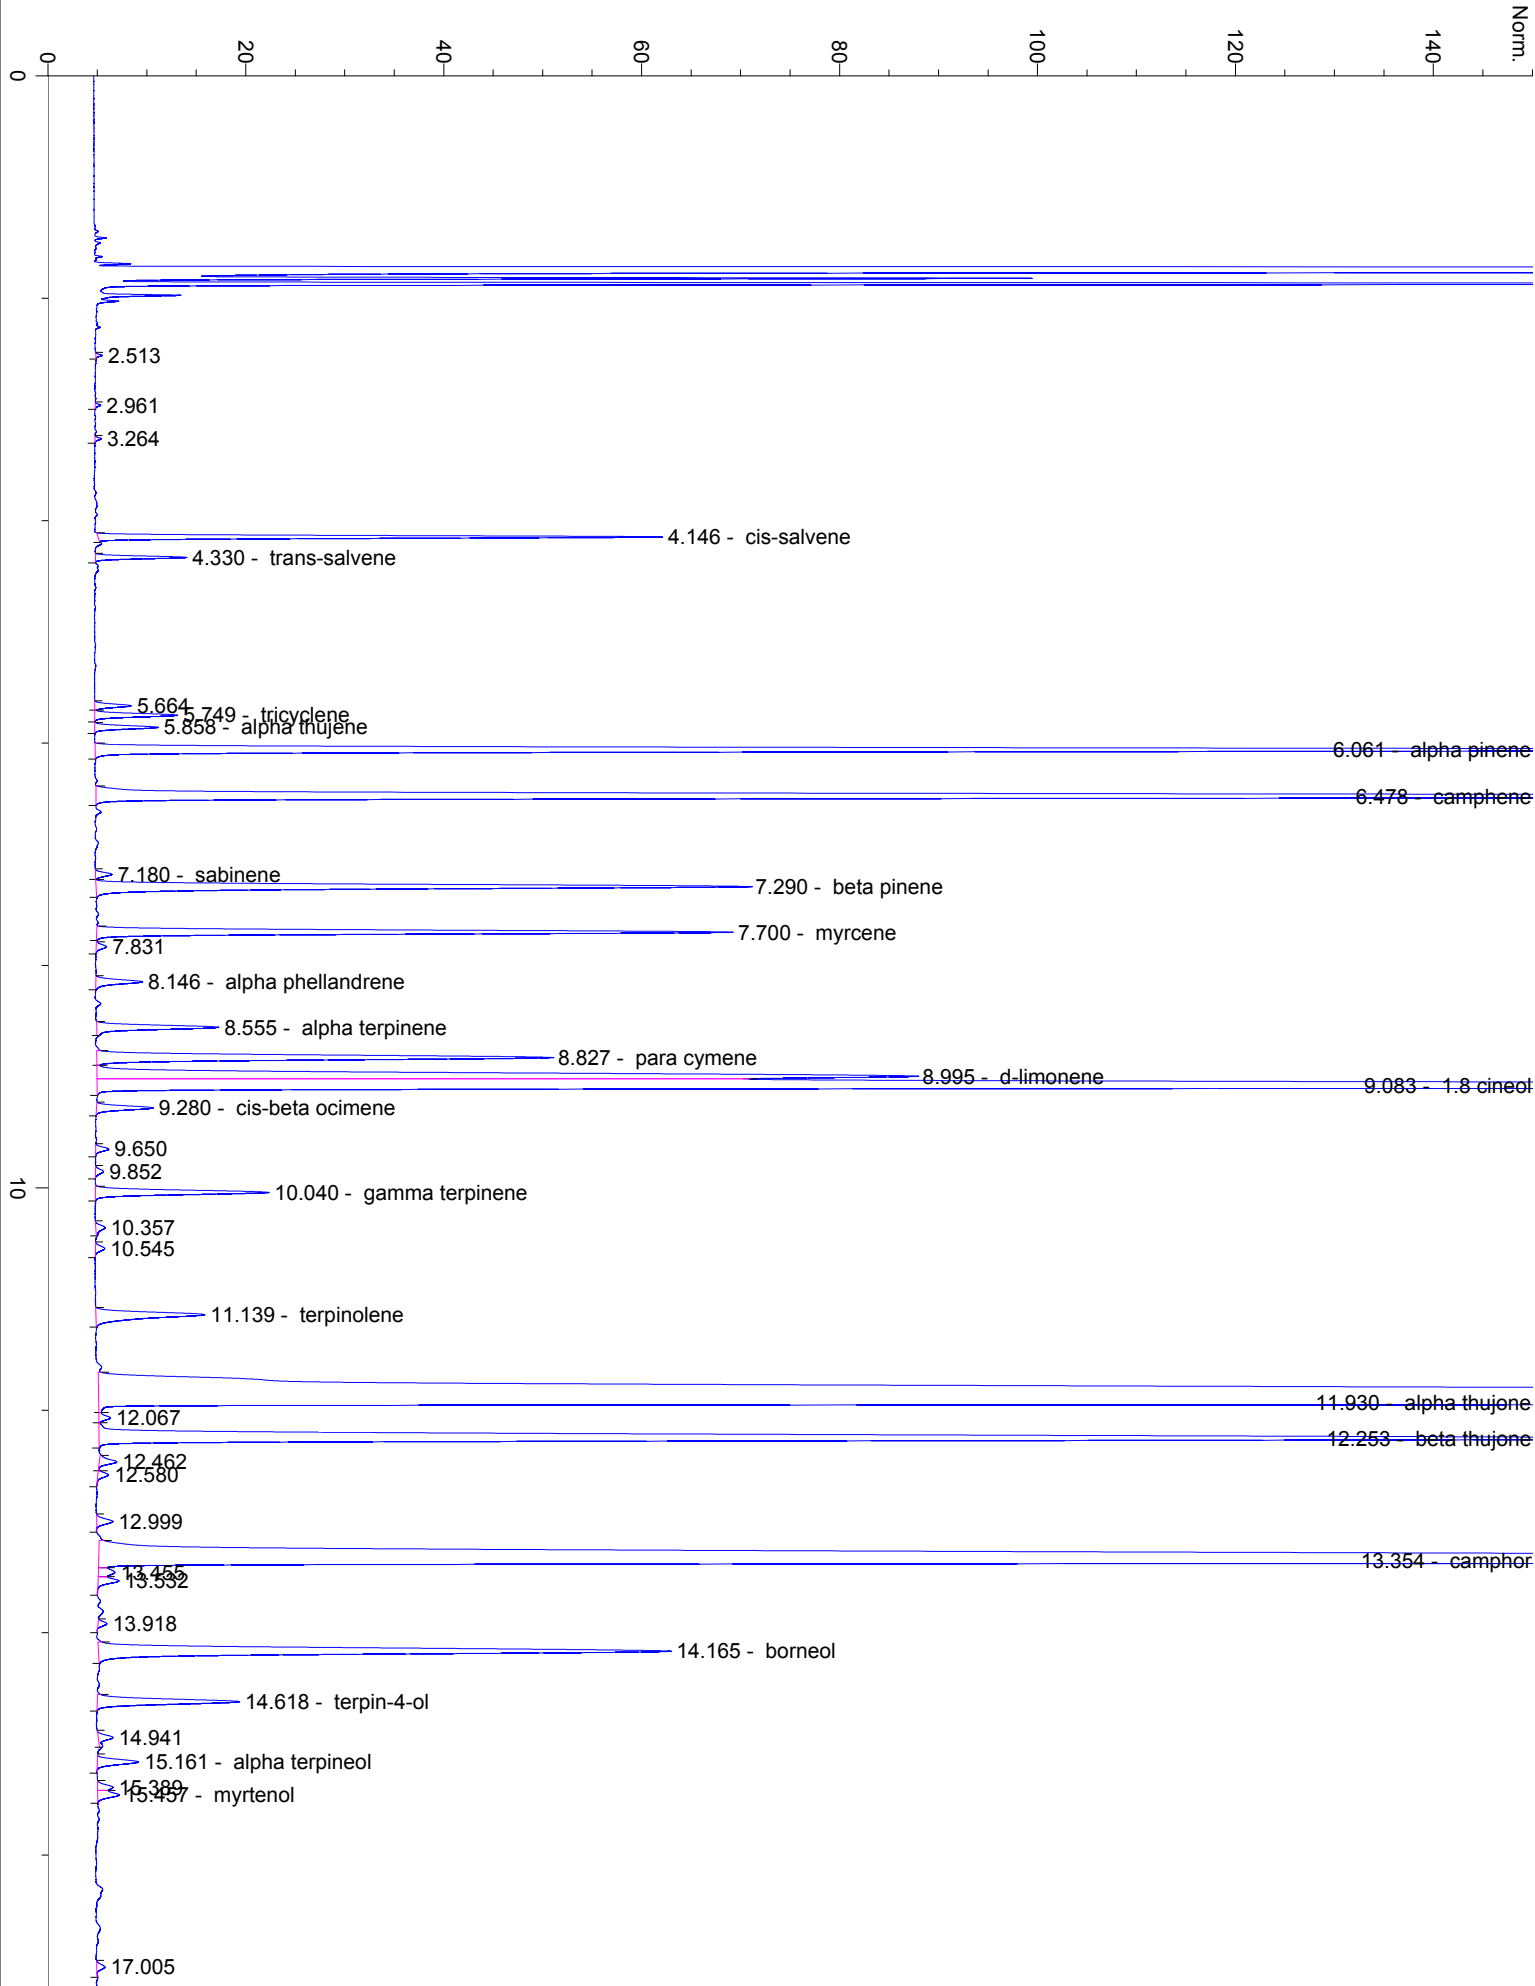 Norm.
0
20
40
60
80
100
120
140
0
2.513
2.961
3.264
4.146 - cis-salvene
4.330 - trans-salvene
5.664
5.749 - tricyclene
5.858 - alpha thujene
6.061 - alpha pinene
6.478 - camphene
7.180 - sabinene
7.290 - beta pinene
7.700 - myrcene
7.831
8.146 - alpha phellandrene
8.555 - alpha terpinene
8.827 - para cymene
8.995 - d-limonene
9.083 - 1.8 cineol
9.280 - cis-beta ocimene
9.650
9.852
10
10.040 - gamma terpinene
10.357
10.545
11.139 - terpinolene
11.930 - alpha thujone
12.067
12.253 - beta thujone
12.462
12.580
12.999
13.354 - camphor
13.455
13.532
13.918
14.165 - borneol
14.618 - terpin-4-ol
14.941
15.161 - alpha terpineol
15.389
15.457 - myrtenol
17.005